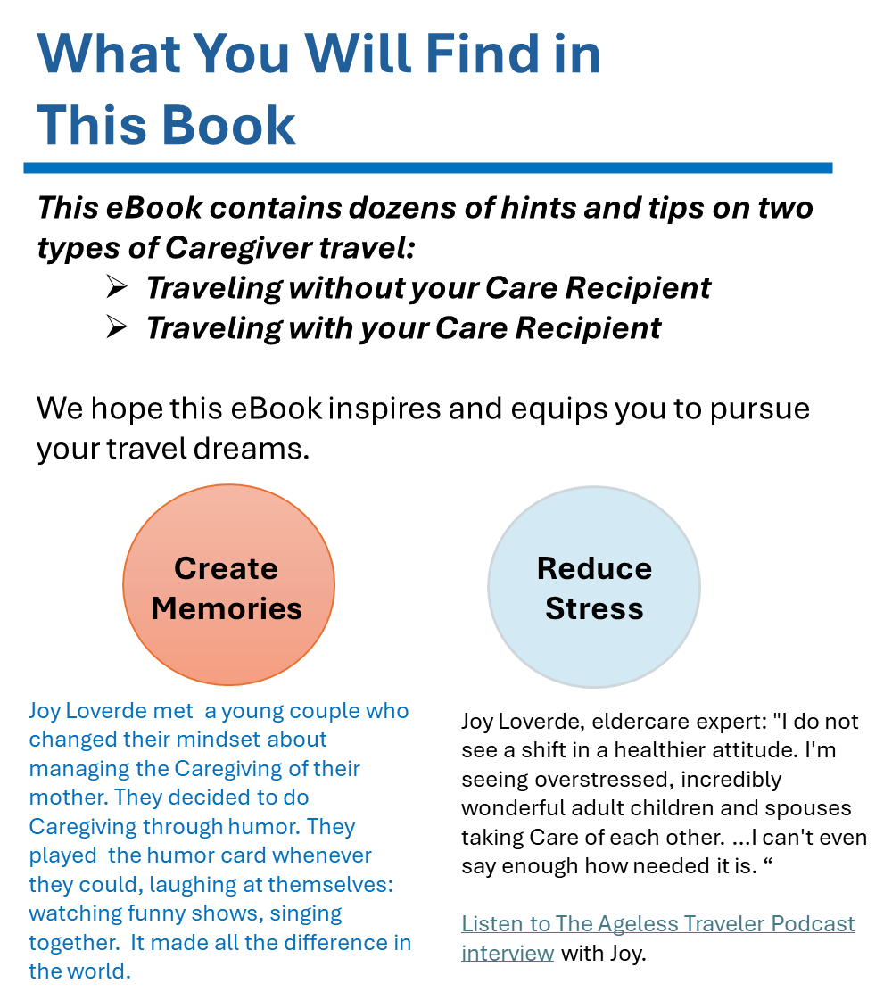 What You Will Find in
This Book
This eBook contains dozens of hints and tips on two
types of Caregiver travel:
➢ Traveling without your Care Recipient
➢ Traveling with your Care Recipient
We hope this eBook inspires and equips you to pursue
your travel dreams.
Create
Memories
Joy Loverde met  a young couple who
changed their mindset about
managing the Caregiving of their
mother. They decided to do
Caregiving through humor. They
played  the humor card whenever
they could, laughing at themselves:
watching funny shows, singing
together.  It made all the difference in
the world.
Reduce
Stress
Joy Loverde, eldercare expert: "I do not
see a shift in a healthier attitude. I'm
seeing overstressed, incredibly
wonderful adult children and spouses
taking Care of each other. ...I can't even
say enough how needed it is. “
Listen to The Ageless Traveler Podcast
interview with Joy.